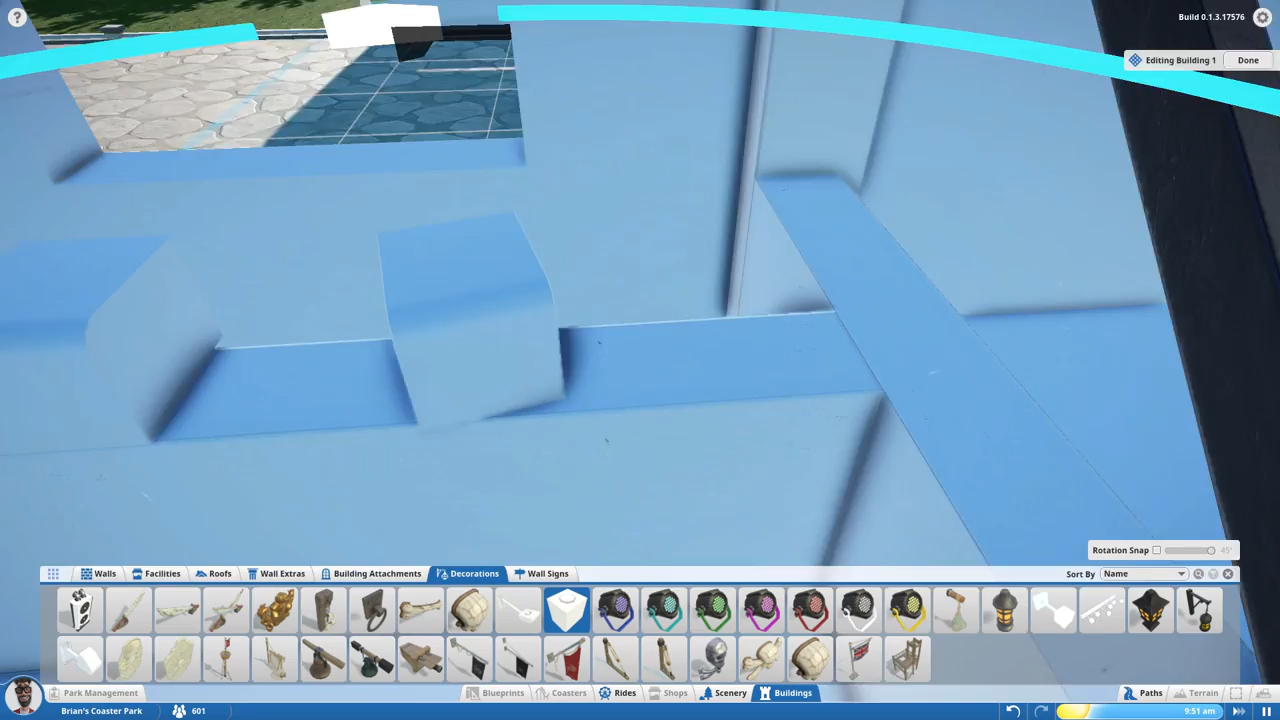 ?
Build 0.1.3.17576
Editing Building 1
Done
Rotation Snap
45°
Walls
Facilities
Roofs
Wall Extras
Building Attachments
Decorations
Wall Signs
Sort By
Name
Park Management
Blueprints
Coasters
Rides
Shops
Scenery
Buildings
Paths
Terrain
Brian's Coaster Park
601
9:51 am